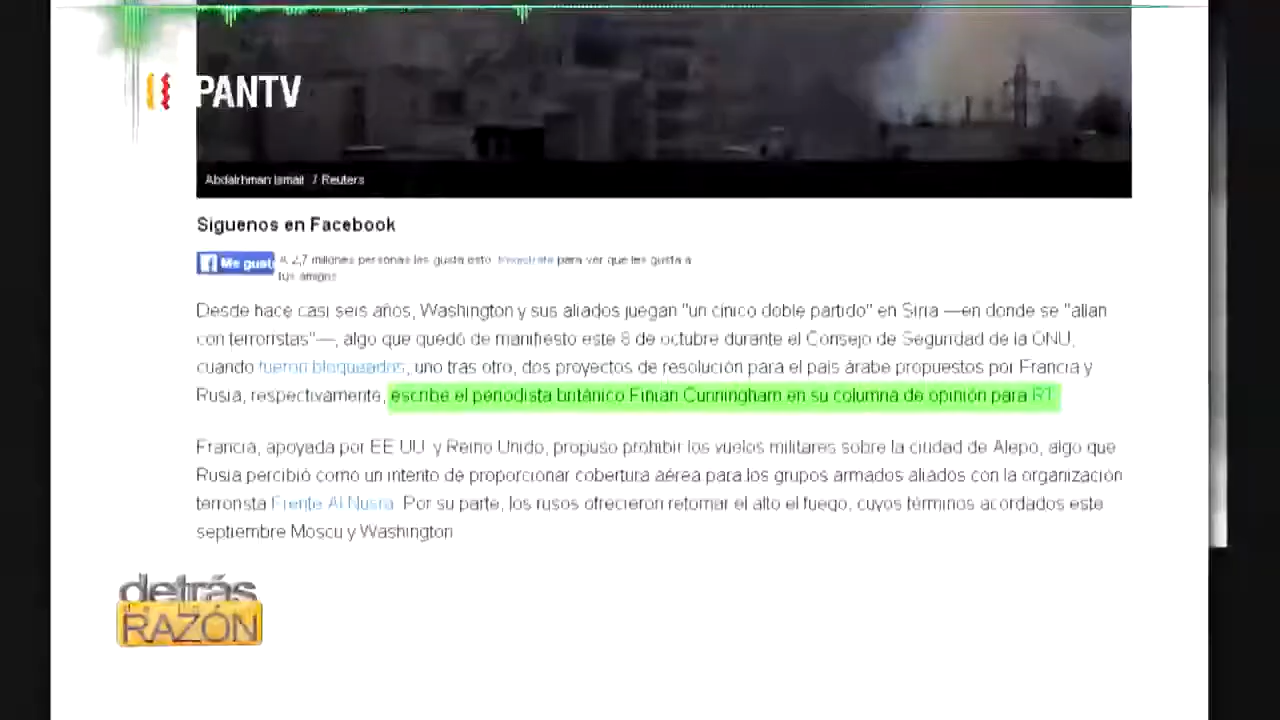 PANTV
Abdalrhman Ismail / Reuters
Síguenos en Facebook
Me gusta A 2,7 millones personas les gusta esto. Regístrate para ver qué les gusta a
tus amigos
Desde hace casi seis años, Washington y sus aliados juegan "un cínico doble partido" en Siria —en donde se "alían
con terroristas"—, algo que quedó de manifiesto este 8 de octubre durante el Consejo de Seguridad de la ONU,
cuando fueron bloqueados, uno tras otro, dos proyectos de resolución para el país árabe propuestos por Francia y
Rusia, respectivamente, escribe el periodista británico Finian Cunningham en su columna de opinión para RT.
Francia, apoyada por EE.UU. y Reino Unido, propuso prohibir los vuelos militares sobre la ciudad de Alepo, algo que
Rusia percibió como un intento de proporcionar cobertura aérea para los grupos armados aliados con la organización
terrorista Frente Al Nusra. Por su parte, los rusos ofrecieron retomar el alto el fuego, cuyos términos acordados este
septiembre Moscú y Washington
detrás
RAZÓN